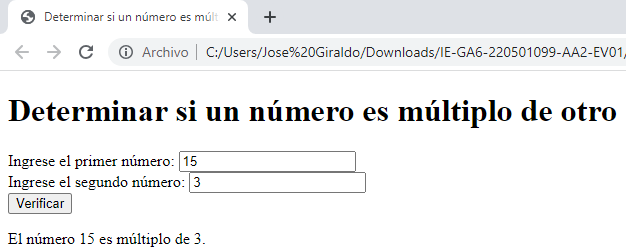 Determinar si un número es múlt
Archivo C:/Users/Jose%20Giraldo/Downloads/IE-GA6-220501099-AA2-EV01/
Determinar si un número es múltiplo de otro
Ingrese el primer número: 15
Ingrese el segundo número: 3
Verificar
El número 15 es múltiplo de 3.